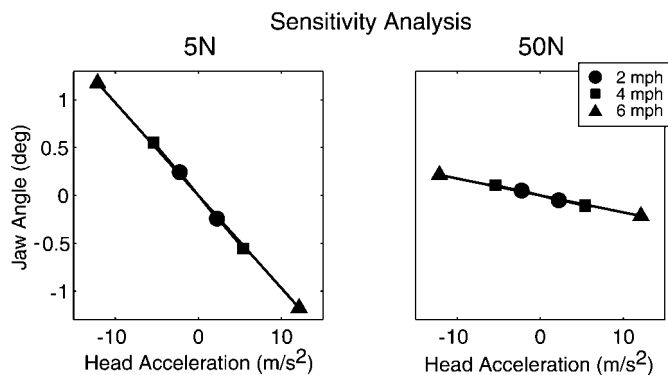 Sensitivity Analysis
5N
50N
2 mph
4 mph
6 mph
Jaw Angle (deg)
1
0.5
0
-0.5
-1
-10
0
10
-10
0
10
Head Acceleration (m/s²)
Head Acceleration (m/s²)